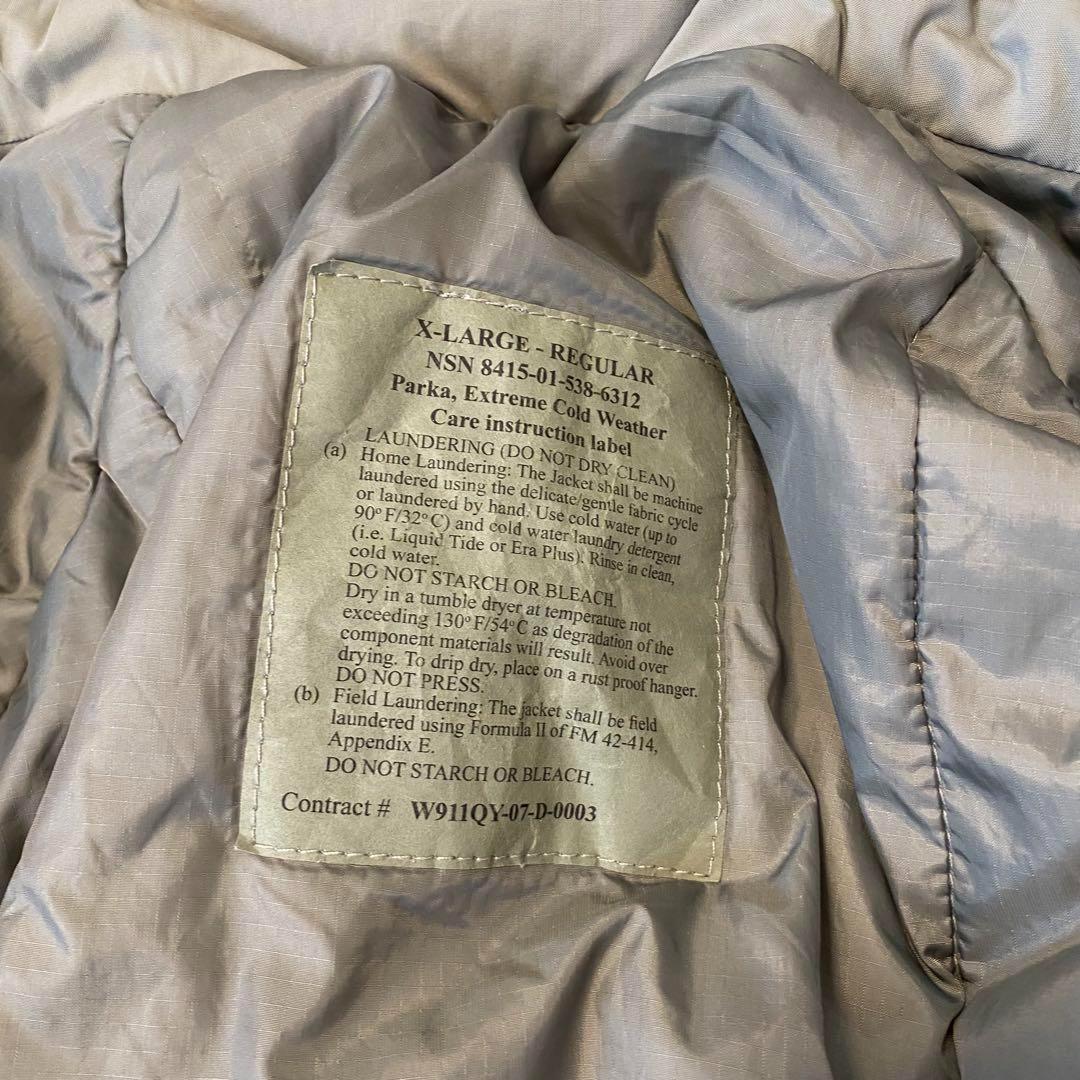 X-LARGE - REGULAR
NSN 8415-01-538-6312
Parka, Extreme Cold Weather
Care instruction label
LAUNDERING (DO NOT DRY CLEAN)
(a) Home Laundering: The Jacket shall be machine
laundered using the delicate/gentle fabric cycle
or laundered by hand. Use cold water (up to
90° F/32° C) and cold water laundry detergent
(i.e. Liquid Tide or Era Plus). Rinse in clean,
cold water.
DO NOT STARCH OR BLEACH.
Dry in a tumble dryer at temperature not
exceeding 130° F/54° C as degradation of the
component materials will result. Avoid over
drying. To drip dry, place on a rust proof hanger.
DO NOT PRESS.
(b) Field Laundering: The jacket shall be field
laundered using Formula II of FM 42-414,
Appendix E.
DO NOT STARCH OR BLEACH.
Contract # W911QY-07-D-0003